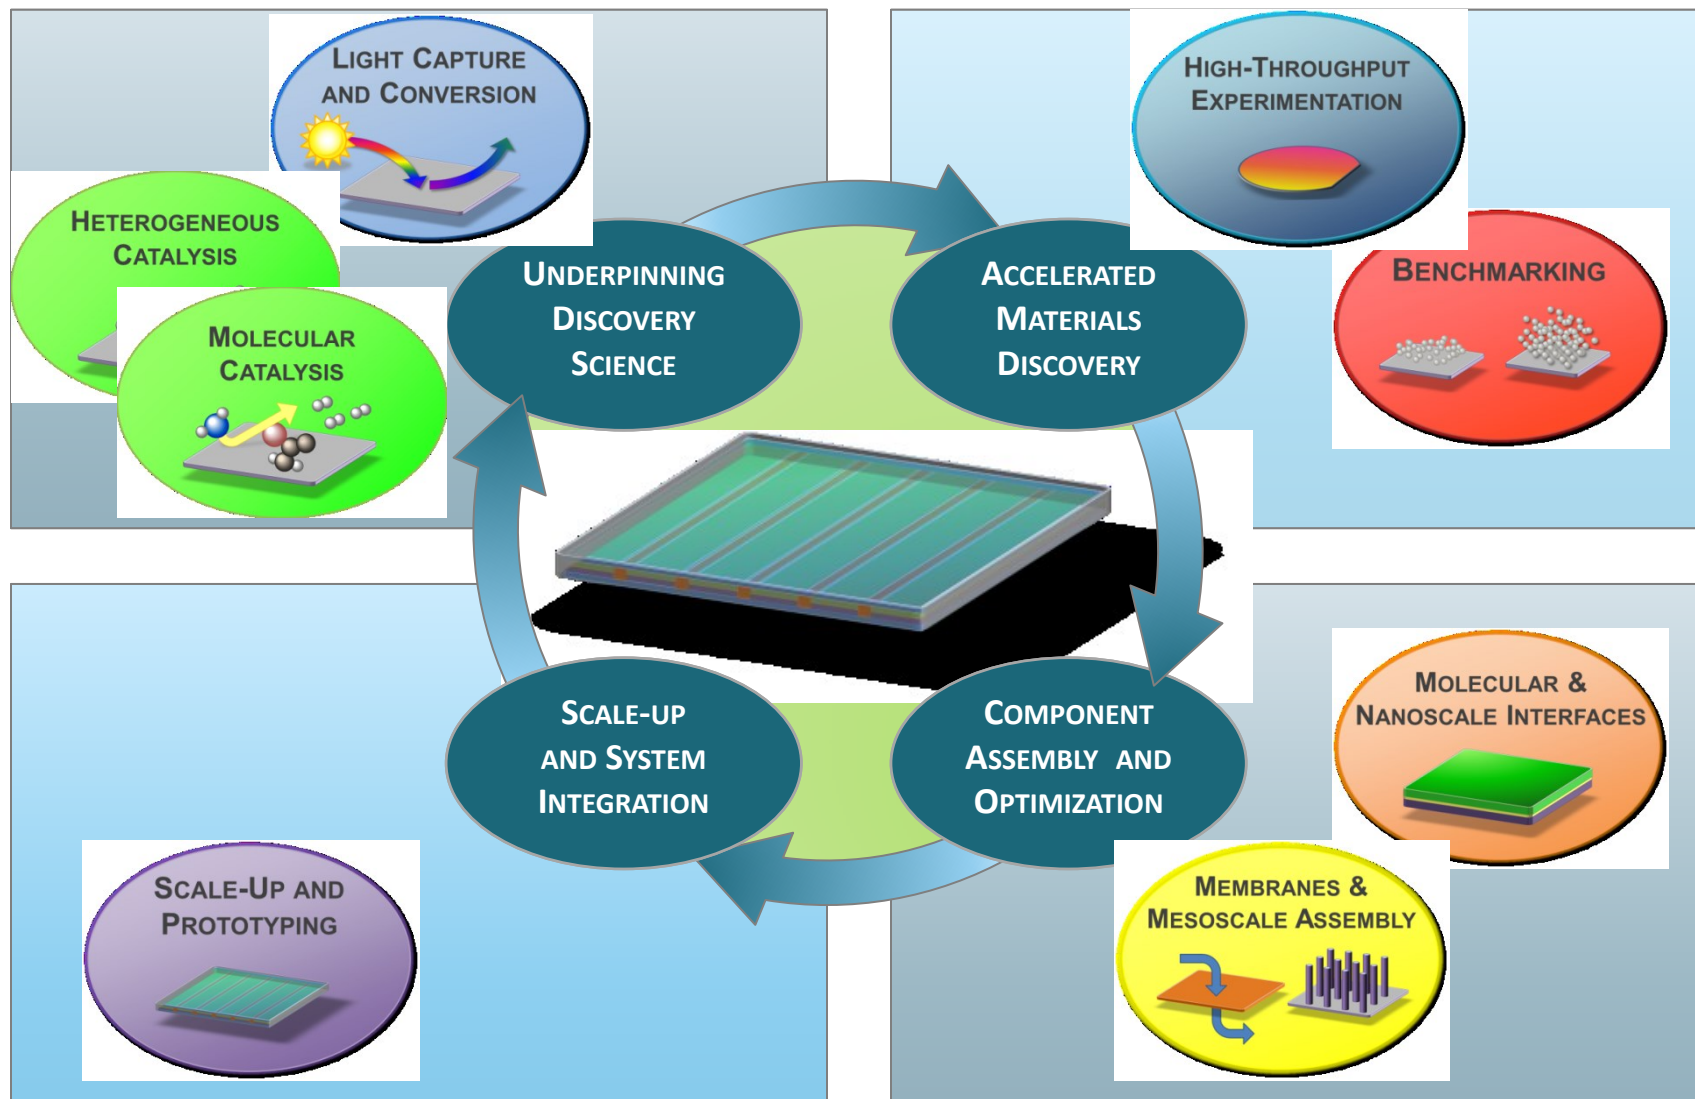 LIGHT CAPTURE
AND CONVERSION
HETEROGENEOUS
CATALYSIS
MOLECULAR
CATALYSIS
UNDERPINNING
DISCOVERY
SCIENCE
HIGH-THROUGHPUT
EXPERIMENTATION
BENCHMARKING
ACCELERATED
MATERIALS
DISCOVERY
SCALE-UP
AND SYSTEM
INTEGRATION
SCALE-UP AND
PROTOTYPING
COMPONENT
ASSEMBLY AND
OPTIMIZATION
MOLECULAR &
NANOSCALE INTERFACES
MEMBRANES &
MESOSCALE ASSEMBLY